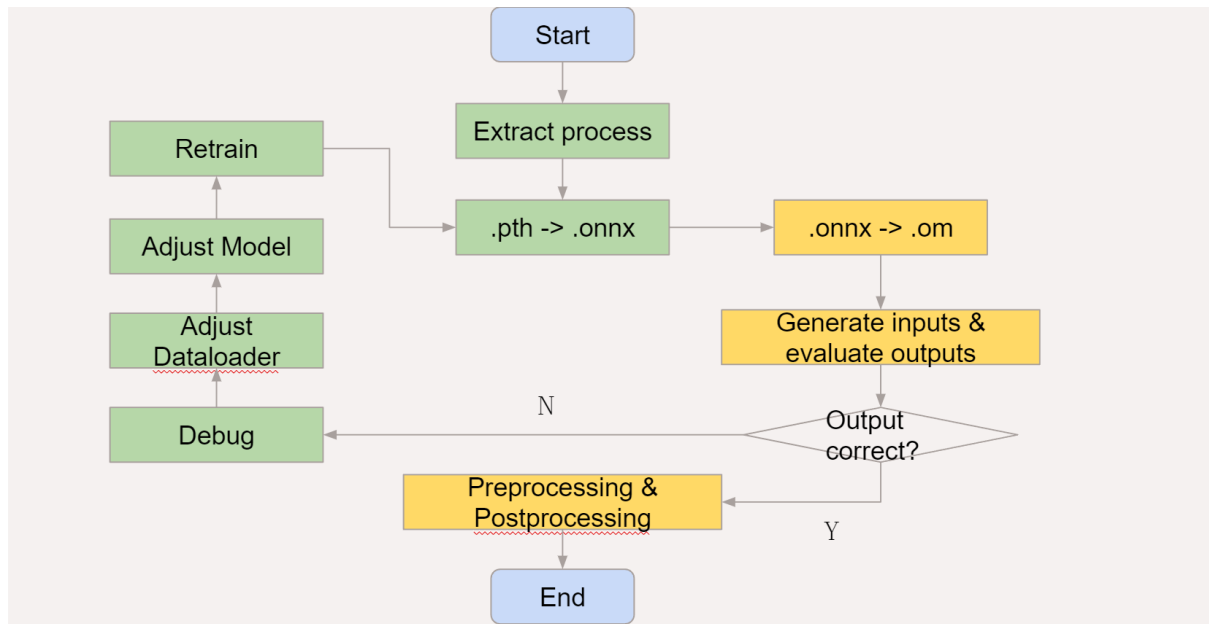 Start
Extract process
Retrain
.pth -> .onnx
.onnx -> .om
Adjust Model
Generate inputs &
evaluate outputs
Adjust
Dataloader
N
Output
correct?
Debug
Preprocessing &
Postprocessing
Y
End